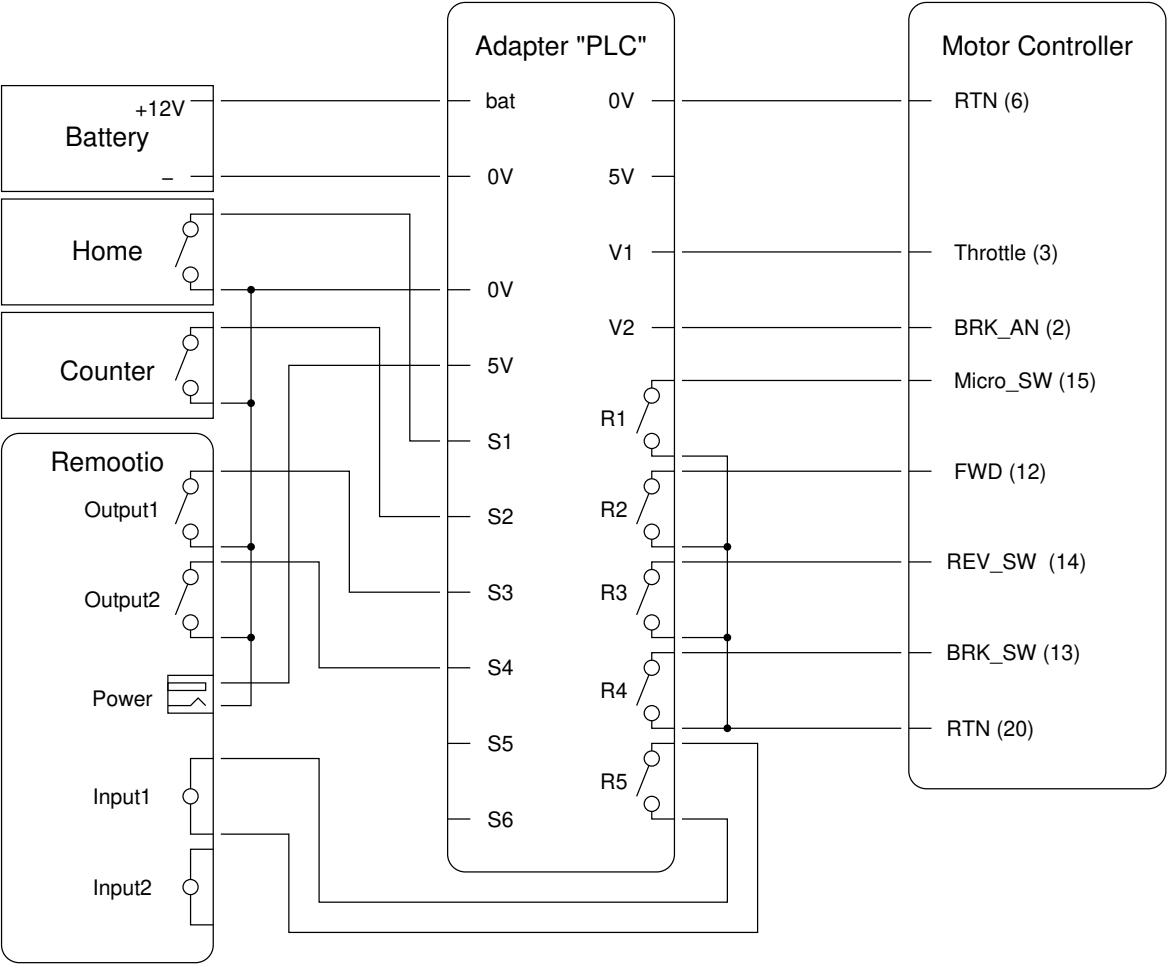 Adapter "PLC"
Motor Controller
+12V
Battery
–
bat
0V
RTN (6)
0V
5V
Home
V1
Throttle (3)
0V
V2
BRK_AN (2)
Counter
5V
Micro_SW (15)
R1
S1
Remootio
Output1
R2
FWD (12)
S2
Output2
S3
R3
REV_SW (14)
S4
R4
BRK_SW (13)
Power
S5
RTN (20)
R5
Input1
S6
Input2